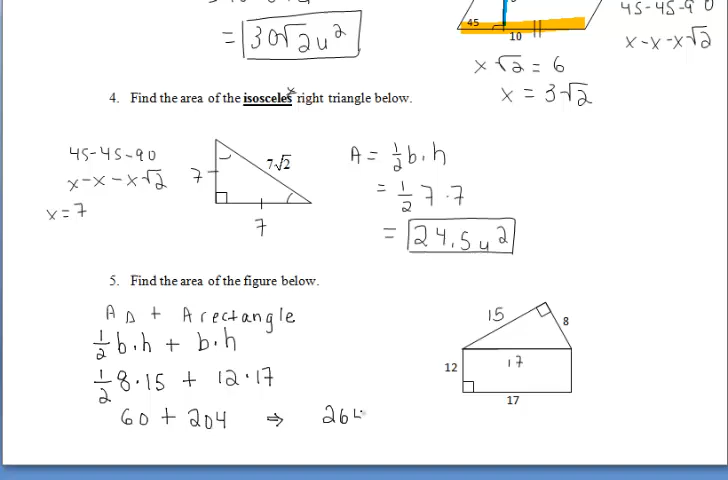 = 30√2 u²
45
10
45-45-90
x-x-x√2
x√2 = 6
x = 3√2
4. Find the area of the isosceles right triangle below.
45-45-90
x-x-x√2
x=7
7
7√2
7
A = 1/2 b.h
= 1/2 7.7
= 24.5 u²
5. Find the area of the figure below.
A △ + A rectangle
1/2 b.h + b.h
1/2 8.15 + 12.17
60 + 204 ⇒ 264
15
8
12
17
17